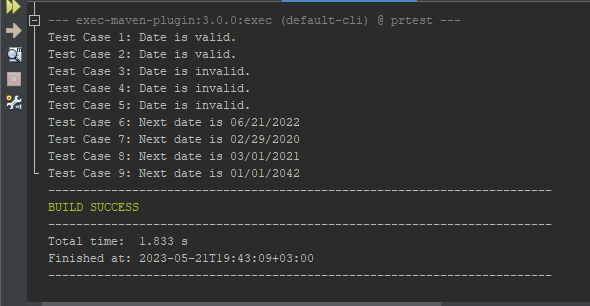 --- exec-maven-plugin:3.0.0:exec (default-cli) @ prtest ---
Test Case 1: Date is valid.
Test Case 2: Date is valid.
Test Case 3: Date is invalid.
Test Case 4: Date is invalid.
Test Case 5: Date is invalid.
Test Case 6: Next date is 06/21/2022
Test Case 7: Next date is 02/29/2020
Test Case 8: Next date is 03/01/2021
Test Case 9: Next date is 01/01/2042
------------------------------------------------------------------------
BUILD SUCCESS
------------------------------------------------------------------------
Total time:  1.833 s
Finished at: 2023-05-21T19:43:09+03:00
------------------------------------------------------------------------